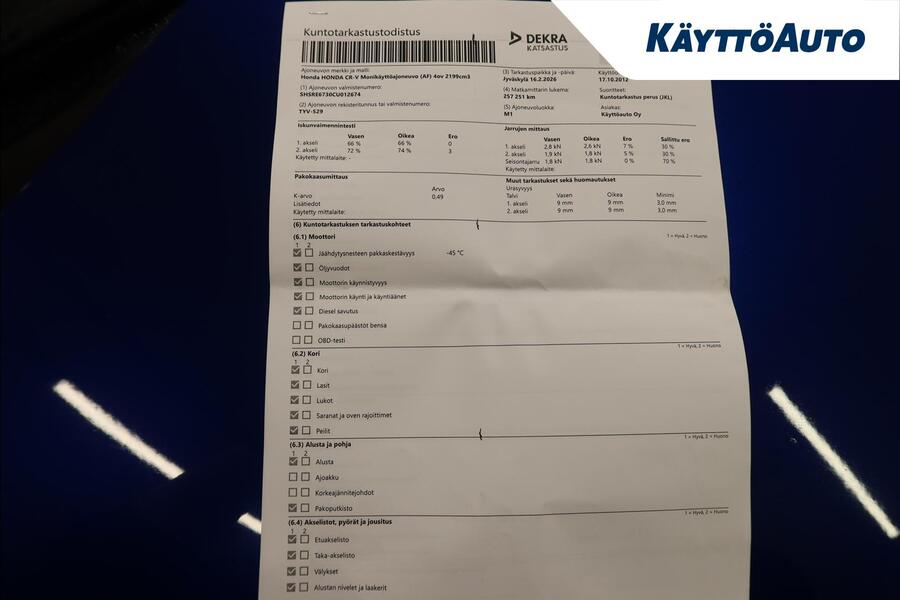 KÄYTTÖAUTO
Kuntotarkastustodistus
DEKRA
KATSASTUS
Ajoneuvon merkki ja malli:
Honda HONDA CR-V Monikäyttöajoneuvo (AF) 4ov 2199cm3
(1) Ajoneuvon valmistenumero:
SHSRE6730CU012674
(2) Ajoneuvon rekisteritunnus tai valmistenumero:
TYV-529
(3) Tarkastuspaikka ja -päivä:
Jyväskylä 16.2.2026
17.10.2012
(4) Matkamittarin lukema:
257 251 km
Suoritteet:
Kuntotarkastus perus (JKL)
(5) Ajoneuvoluokka:
M1
Asiakas:
Käyttöauto Oy
Iskunvaimennintesti
Vasen Oikea Ero
1. akseli 66 % 66 % 0
2. akseli 72 % 74 % 3
Käytetty mittalaite: -
Jarrujen mittaus
Vasen Oikea Ero Sallittu ero
1. akseli 2,8 kN 2,6 kN 7 % 30 %
2. akseli 1,9 kN 1,8 kN 5 % 30 %
Seisontajarru 1,8 kN 1,8 kN 0 % 70 %
Käytetty mittalaite:
Pakokaasumittaus
Arvo
K-arvo 0,49
Lisätiedot
Käytetty mittalaite:
Muut tarkastukset sekä huomautukset
Urasyvyys
Talvi Vasen Oikea Minimi
1. akseli 9 mm 9 mm 3,0 mm
2. akseli 9 mm 9 mm 3,0 mm
(6) Kuntotarkastuksen tarkastuskohteet
(6.1) Moottori
1 = Hyvä, 2 = Huono
1 2
Jäähdytysnesteen pakkaskestävyys -45 °C
Öljyvuodot
Moottorin käynnistyvyys
Moottorin käynti ja käyntiäänet
Diesel savutus
Pakokaasupäästöt bensa
OBD-testi
(6.2) Kori
1 = Hyvä, 2 = Huono
1 2
Kori
Lasit
Lukot
Saranat ja oven rajoittimet
Peilit
(6.3) Alusta ja pohja
1 = Hyvä, 2 = Huono
1 2
Alusta
Ajoakku
Korkeajännitejohdot
Pakoputkisto
(6.4) Akselistot, pyörät ja jousitus
1 = Hyvä, 2 = Huono
1 2
Etuakselisto
Taka-akselisto
Välykset
Alustan nivelet ja laakerit